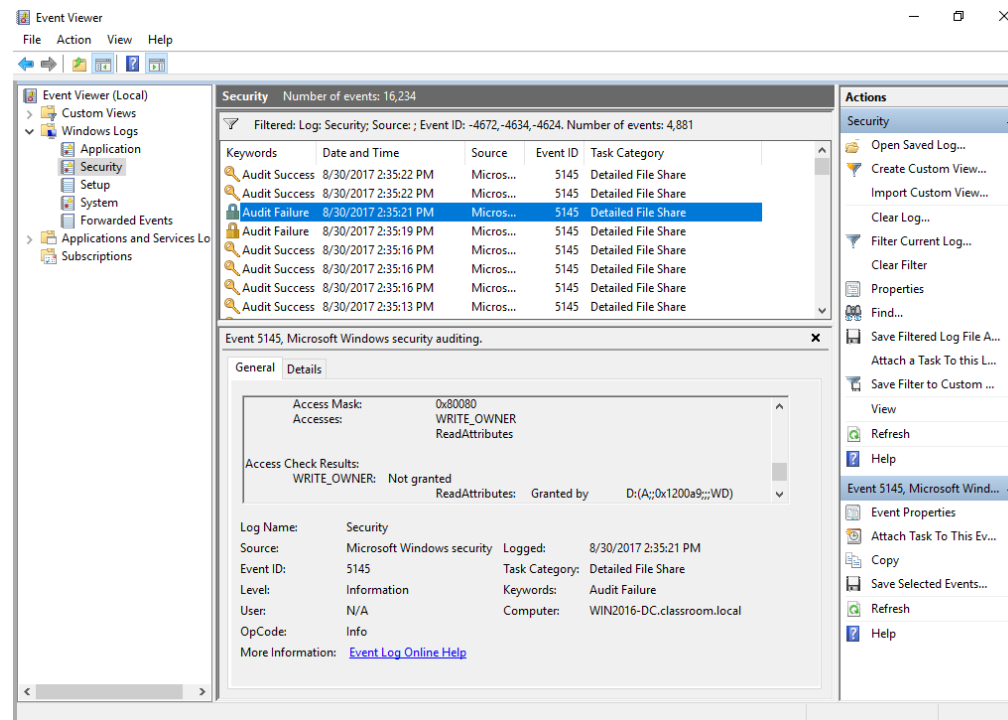 Event Viewer
File Action View Help
Event Viewer (Local)
Custom Views
Windows Logs
Application
Security
Setup
System
Forwarded Events
Applications and Services Lo
Subscriptions
Security Number of events: 16,234
Filtered: Log: Security; Source: ; Event ID: -4672,-4634,-4624. Number of events: 4,881
Keywords Date and Time Source Event ID Task Category
Audit Success 8/30/2017 2:35:22 PM Micros... 5145 Detailed File Share
Audit Success 8/30/2017 2:35:22 PM Micros... 5145 Detailed File Share
Audit Failure 8/30/2017 2:35:21 PM Micros... 5145 Detailed File Share
Audit Failure 8/30/2017 2:35:19 PM Micros... 5145 Detailed File Share
Audit Success 8/30/2017 2:35:16 PM Micros... 5145 Detailed File Share
Audit Success 8/30/2017 2:35:16 PM Micros... 5145 Detailed File Share
Audit Success 8/30/2017 2:35:16 PM Micros... 5145 Detailed File Share
Audit Success 8/30/2017 2:35:13 PM Micros... 5145 Detailed File Share
Event 5145, Microsoft Windows security auditing.
General Details
Access Mask: 0x80080
Accesses: WRITE_OWNER
ReadAttributes
Access Check Results:
WRITE_OWNER: Not granted
ReadAttributes: Granted by D:(A;;0x1200a9;;;WD)
Log Name: Security
Source: Microsoft Windows security Logged: 8/30/2017 2:35:21 PM
Event ID: 5145 Task Category: Detailed File Share
Level: Information Keywords: Audit Failure
User: N/A Computer: WIN2016-DC.classroom.local
OpCode: Info
More Information: Event Log Online Help
Actions
Security
Open Saved Log...
Create Custom View...
Import Custom View...
Clear Log...
Filter Current Log...
Clear Filter
Properties
Find...
Save Filtered Log File A...
Attach a Task To this L...
Save Filter to Custom ...
View
Refresh
Help
Event 5145, Microsoft Wind...
Event Properties
Attach Task To This Ev...
Copy
Save Selected Events...
Refresh
Help